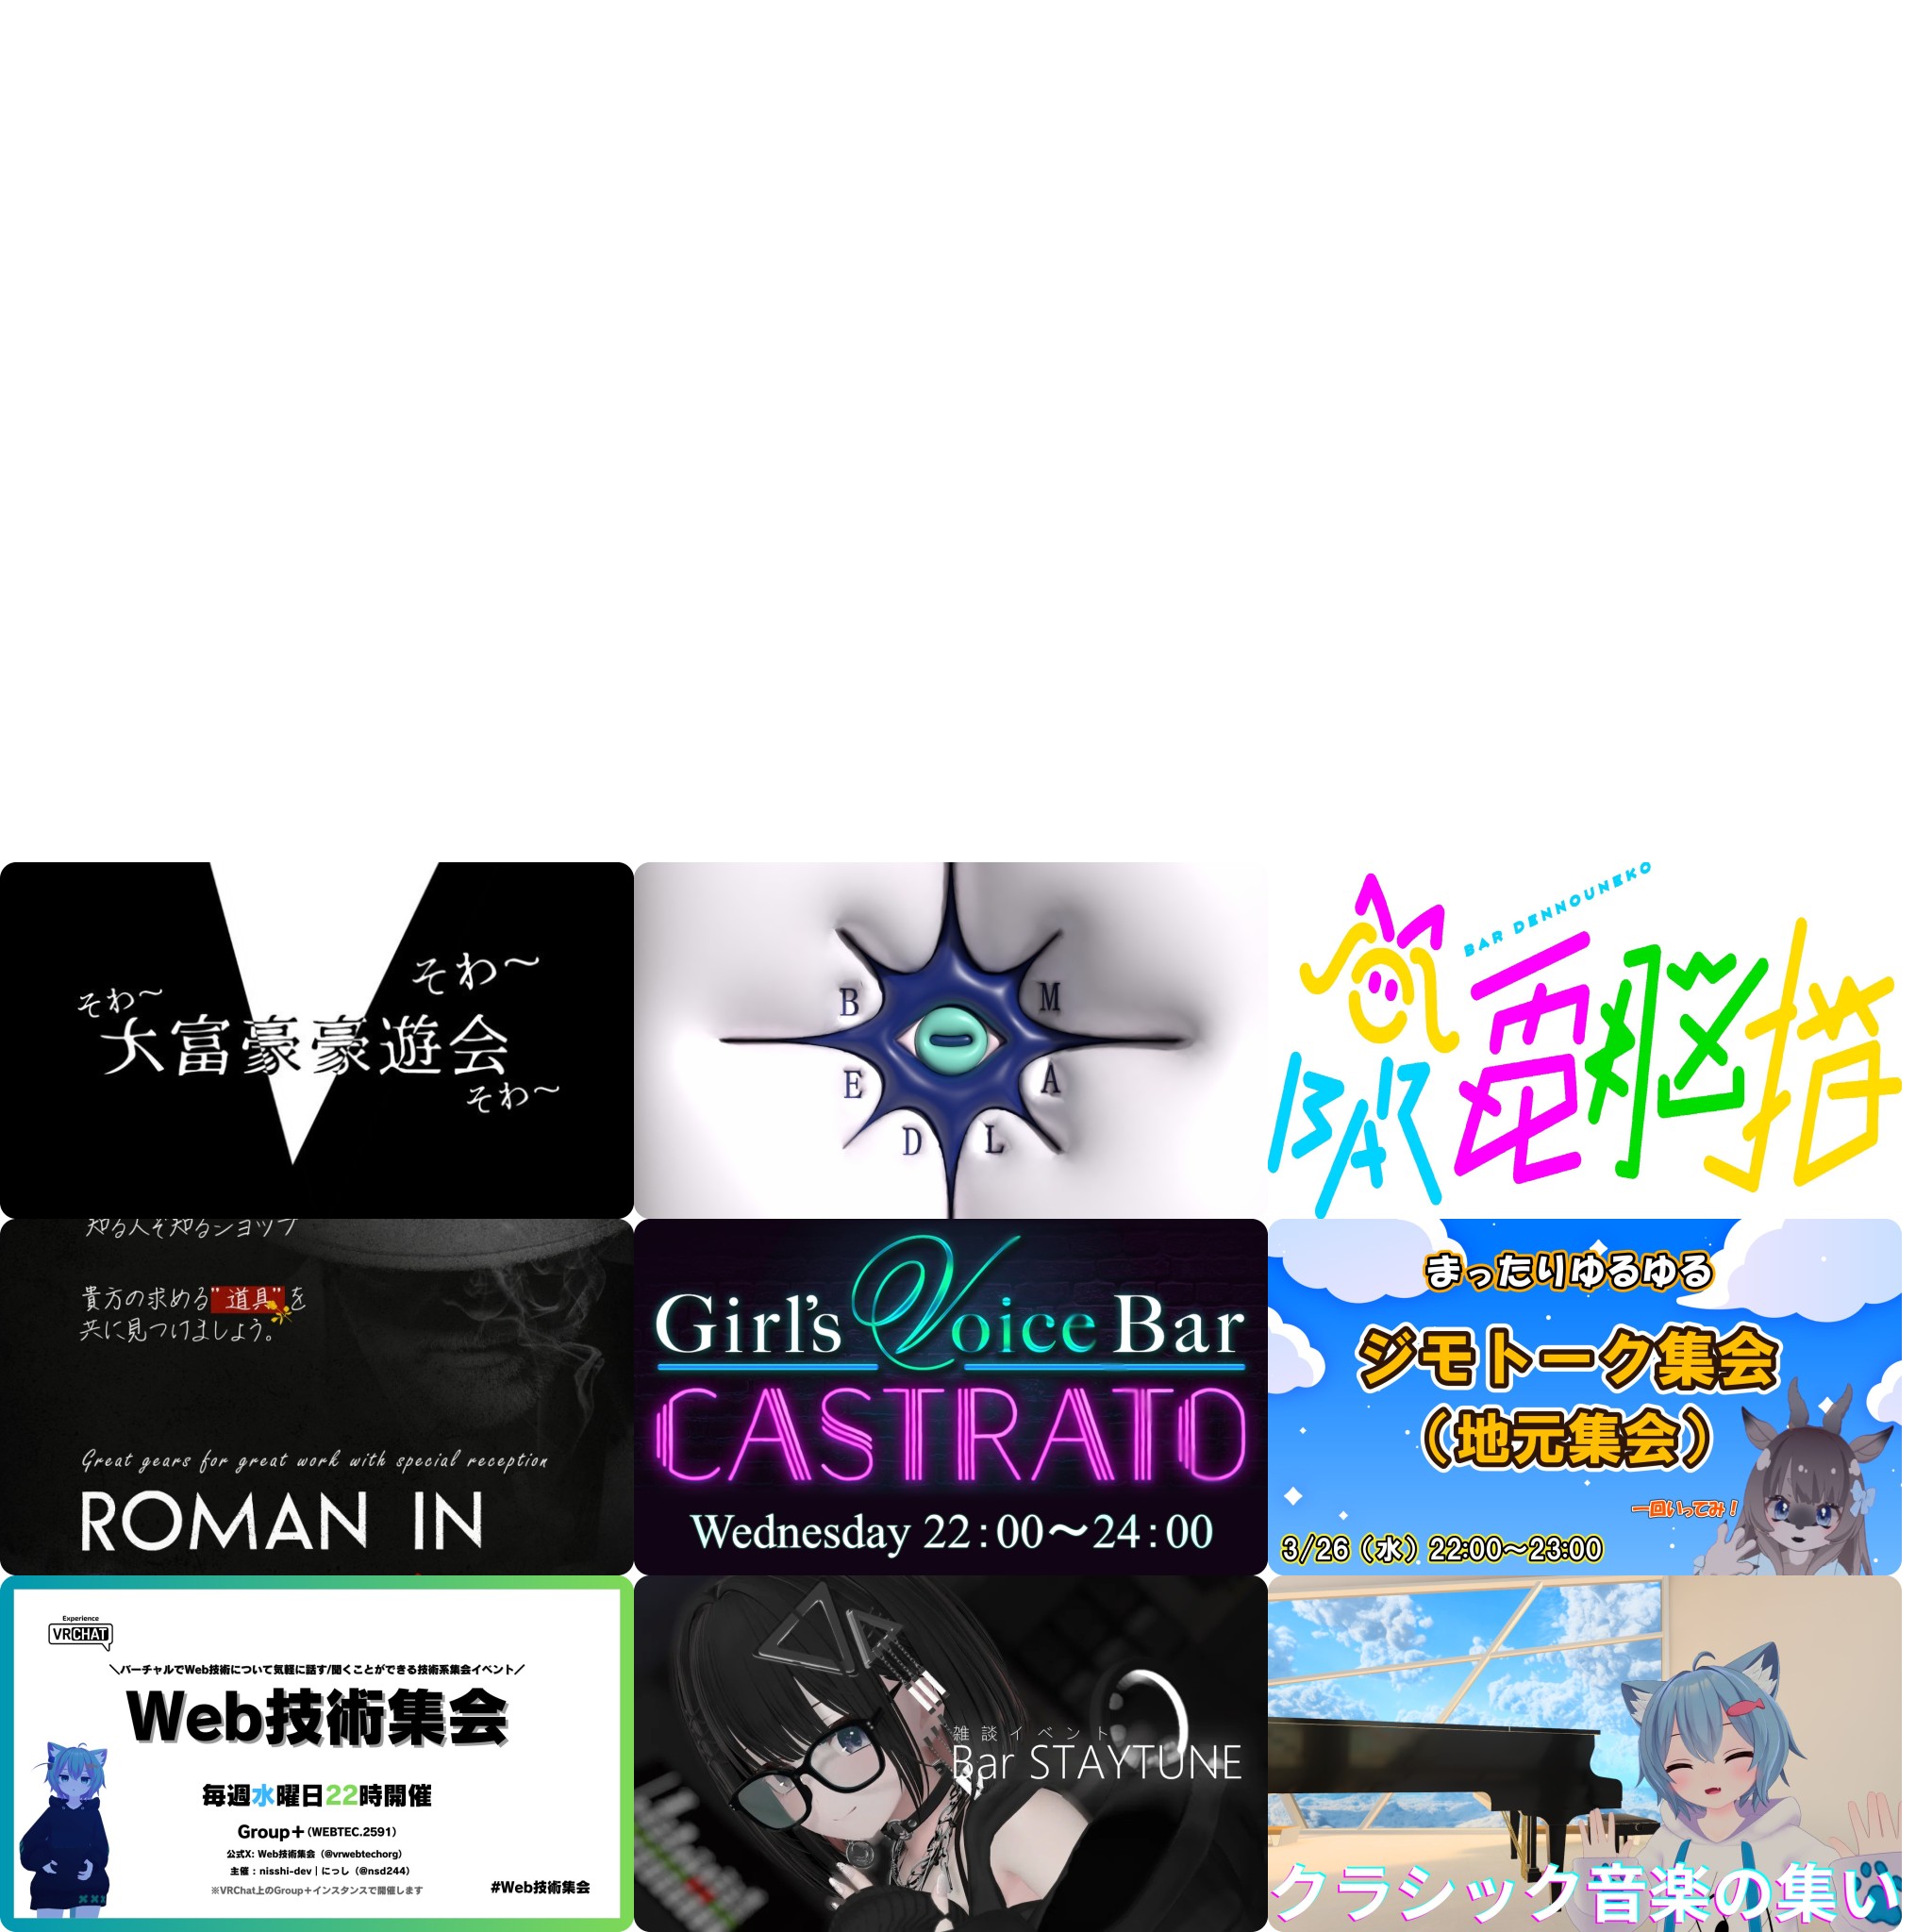 そわ〜
そわ〜
大富豪豪遊会
そわ〜
B
M
E
A
D
L
BAR DENNOUNEKO
BAR 電脳猫
知る人ぞ知るショップ
貴方の求める"道具"を
共に見つけましょう。
Great gears for great work with special reception
ROMAN IN
Girl's Voice Bar
CASTRATO
Wednesday 22:00〜24:00
まったりゆるゆる
ジモトーク集会
（地元集会）
一回いってみ！
3/26（水）22:00〜23:00
Experience
VRCHAT
＼バーチャルでWeb技術について気軽に話す/聞くことができる技術系集会イベント／
Web技術集会
毎週水曜日22時開催
Group+（WEBTEC.2591）
公式X: Web技術集会（@vrwebtechorg）
主催：nisshi-dev｜にっし（@nsd244）
※VRChat上のGroup+インスタンスで開催します
#Web技術集会
雑談イベント
Bar STAYTUNE
クラシック音楽の集い